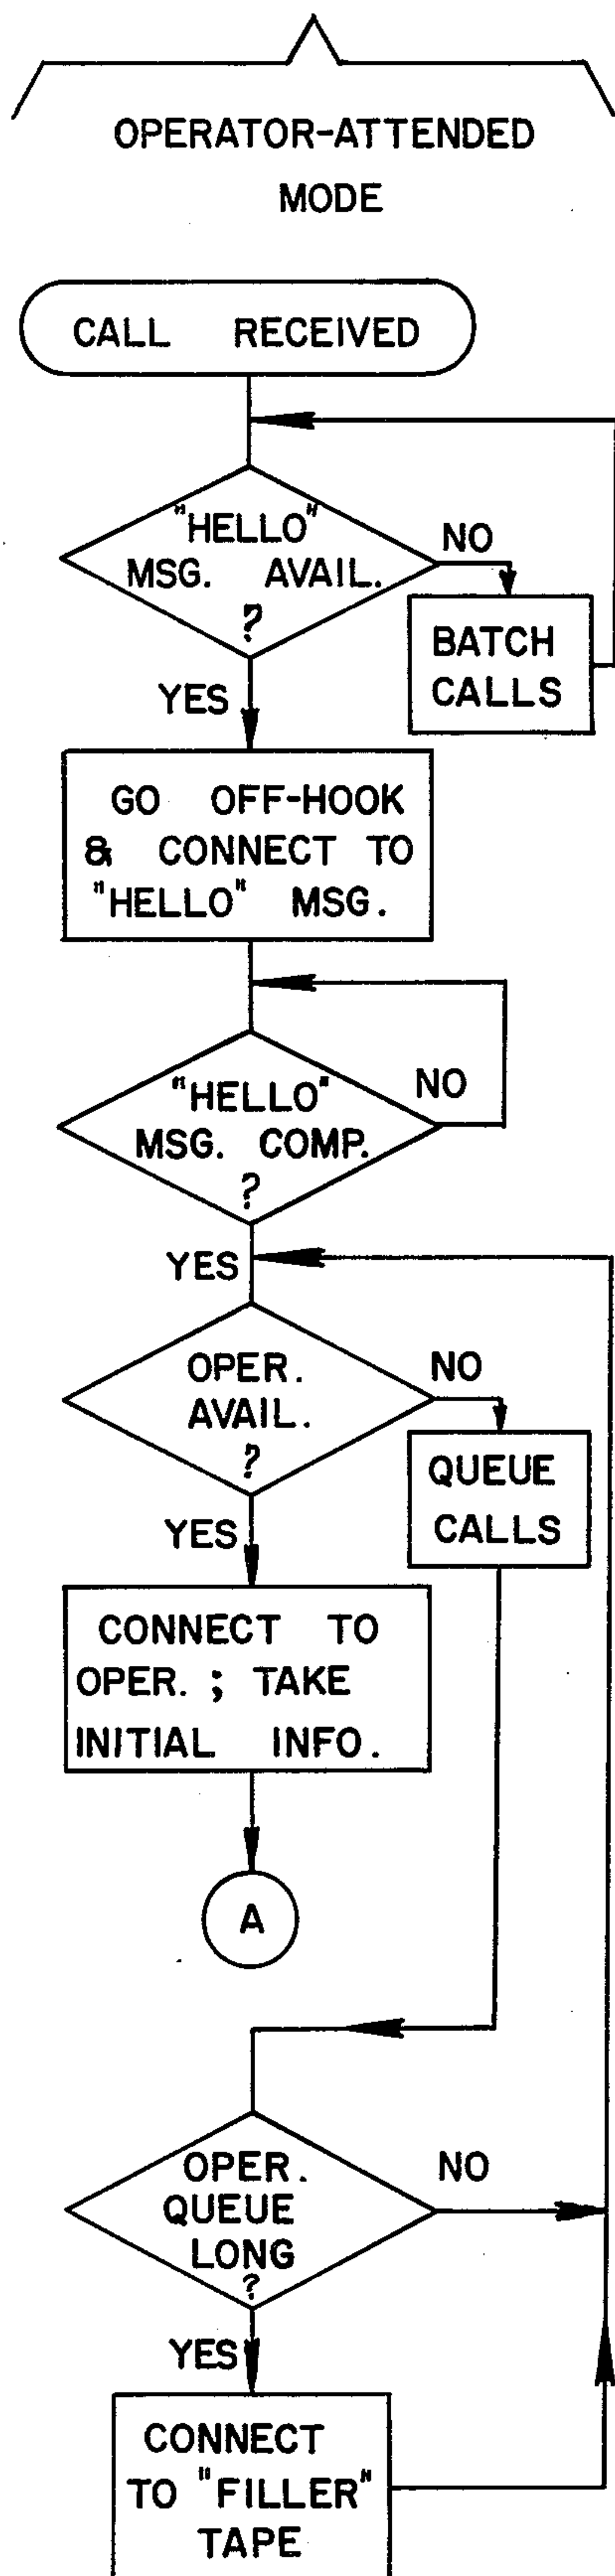 OPERATOR-ATTENDED
MODE
CALL RECEIVED
"HELLO"
MSG. AVAIL.
?
NO
BATCH
CALLS
YES
GO OFF-HOOK
& CONNECT TO
"HELLO" MSG.
"HELLO"
MSG. COMP.
?
NO
YES
OPER.
AVAIL.
?
NO
QUEUE
CALLS
YES
CONNECT TO
OPER. ; TAKE
INITIAL INFO.
A
OPER.
QUEUE
LONG
?
NO
YES
CONNECT
TO "FILLER"
TAPE